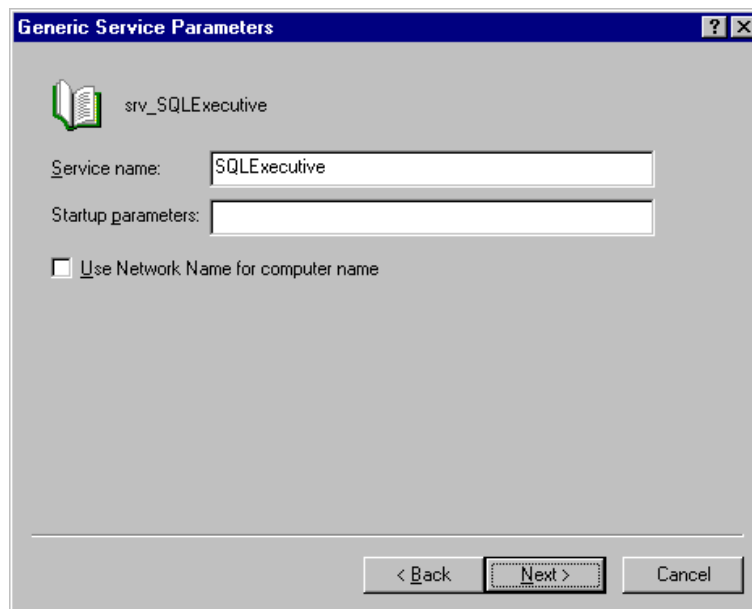 Generic Service Parameters
srv_SQLExecutive
Service name: SQLExecutive
Startup parameters:
Use Network Name for computer name
< Back Next > Cancel